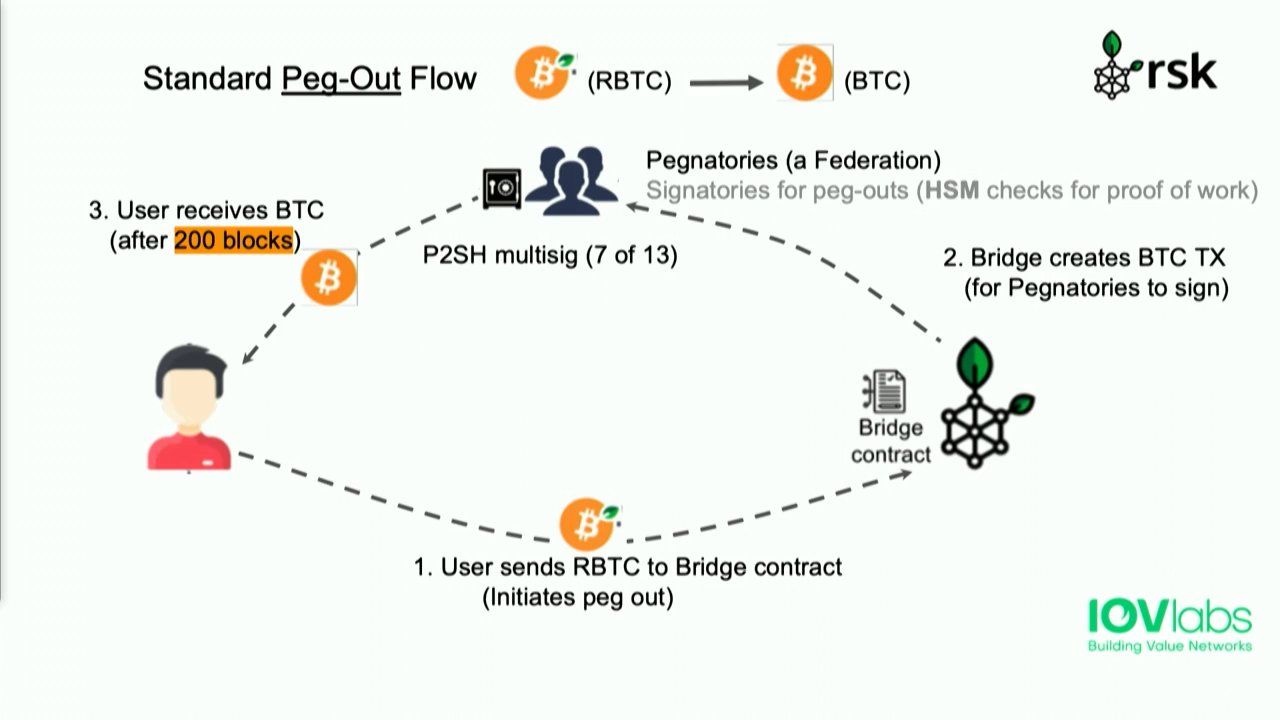 Standard Peg-Out Flow (RBTC) (BTC)
rsk
Pegnatories (a Federation)
Signatories for peg-outs (HSM checks for proof of work)
3. User receives BTC
(after 200 blocks)
P2SH multisig (7 of 13)
2. Bridge creates BTC TX
(for Pegnatories to sign)
Bridge
contract
1. User sends RBTC to Bridge contract
(Initiates peg out)
IOVlabs
Building Value Networks